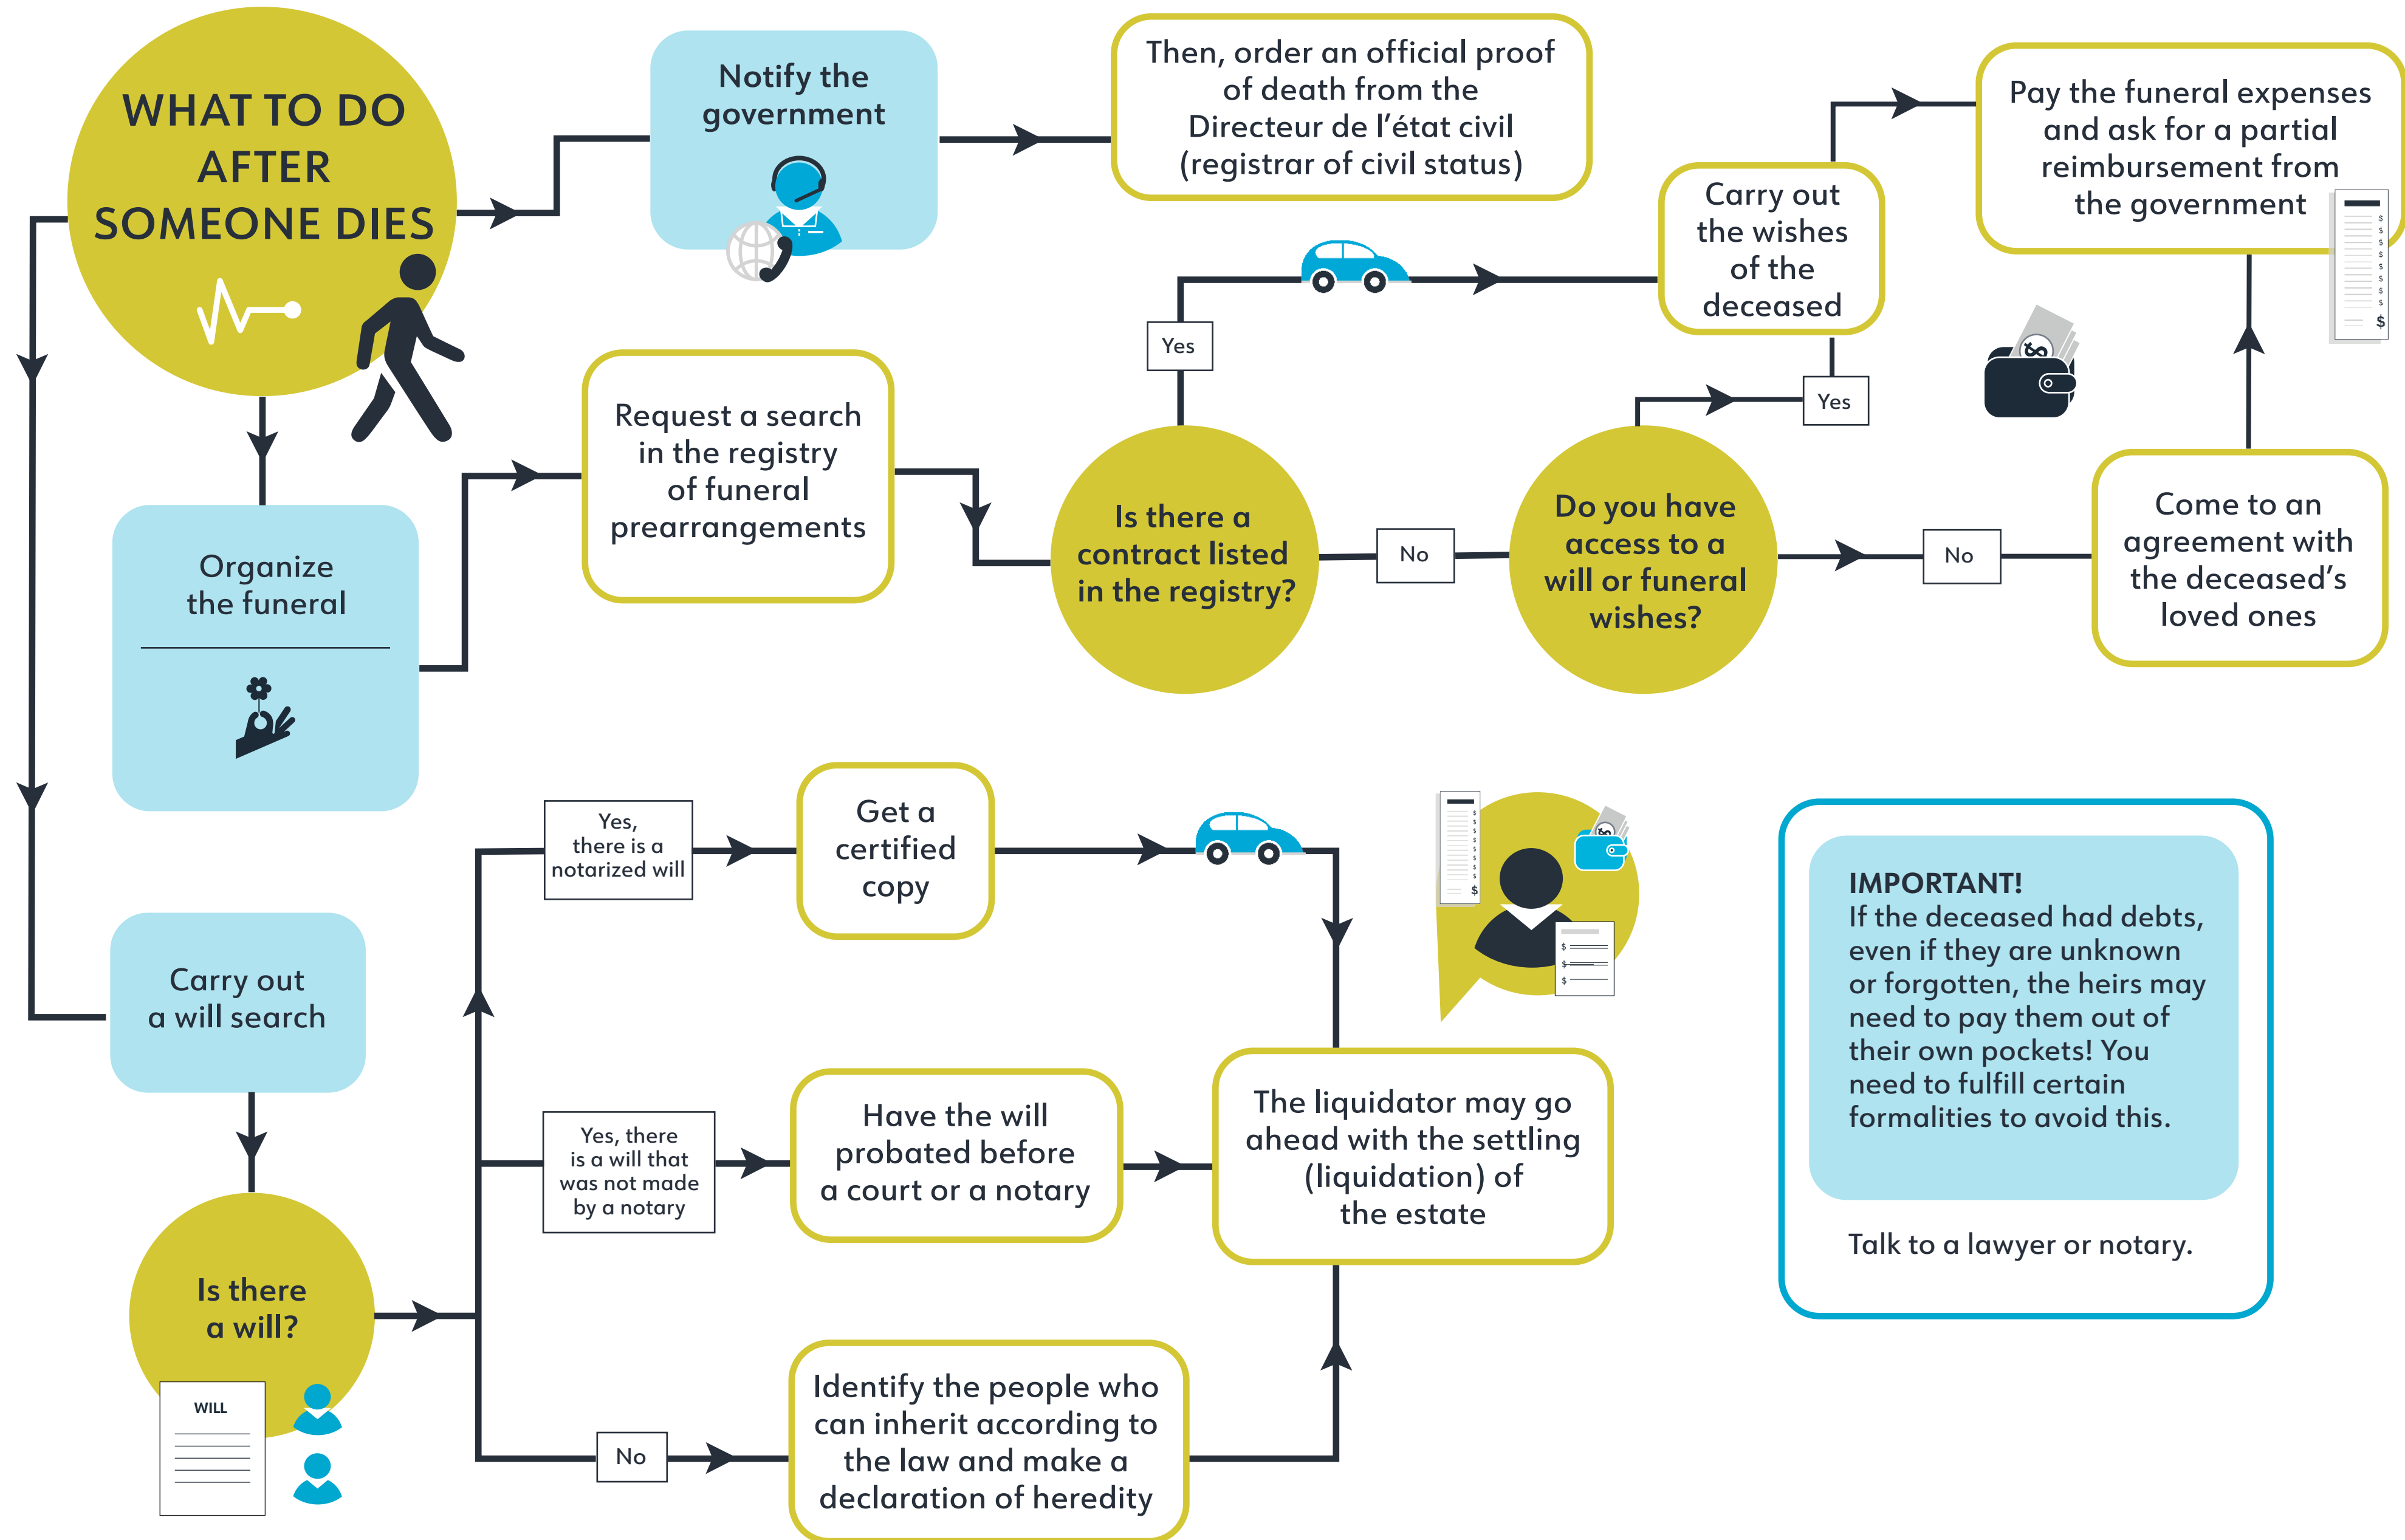 WHAT TO DO
AFTER
SOMEONE DIES
Notify the
government
Then, order an official proof
of death from the
Directeur de l’état civil
(registrar of civil status)
Organize
the funeral
Request a search
in the registry
of funeral
prearrangements
Is there a
contract listed
in the registry?
Yes
No
Carry out
the wishes
of the
deceased
Do you have
access to a
will or funeral
wishes?
Yes
No
Come to an
agreement with
the deceased’s
loved ones
Pay the funeral expenses
and ask for a partial
reimbursement from
the government
$
$
$
$
$
$
$
$
$
$
Carry out
a will search
Is there
a will?
WILL
Yes,
there is a
notarized will
Get a
certified
copy
Yes, there
is a will that
was not made
by a notary
Have the will
probated before
a court or a notary
No
Identify the people who
can inherit according to
the law and make a
declaration of heredity
The liquidator may go
ahead with the settling
(liquidation) of
the estate
$
$
$
$
$
$
$
$
$
$
$
$
$
IMPORTANT!
If the deceased had debts,
even if they are unknown
or forgotten, the heirs may
need to pay them out of
their own pockets! You
need to fulfill certain
formalities to avoid this.
Talk to a lawyer or notary.